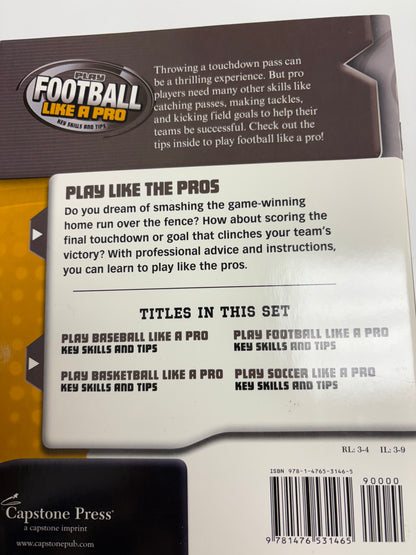 PLAY
FOOTBALL
LIKE A PRO
KEY SKILLS AND TIPS
Throwing a touchdown pass can
be a thrilling experience. But pro
players need many other skills like
catching passes, making tackles,
and kicking field goals to help their
teams be successful. Check out the
tips inside to play football like a pro!
PLAY LIKE THE PROS
Do you dream of smashing the game-winning
home run over the fence? How about scoring the
final touchdown or goal that clinches your team's
victory? With professional advice and instructions,
you can learn to play like the pros.
TITLES IN THIS SET
PLAY BASEBALL LIKE A PRO
KEY SKILLS AND TIPS
PLAY FOOTBALL LIKE A PRO
KEY SKILLS AND TIPS
PLAY BASKETBALL LIKE A PRO
KEY SKILLS AND TIPS
PLAY SOCCER LIKE A PRO
KEY SKILLS AND TIPS
RL: 3-4 IL: 3-9
ISBN 978-1-4765-3146-5
90000
9 781476 531465
Capstone Press®
a capstone imprint
www.capstonepub.com